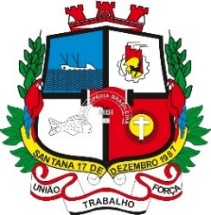 SANTANA 17 DE DEZEMBRO 1987
UNIÃO TRABALHO FORÇA